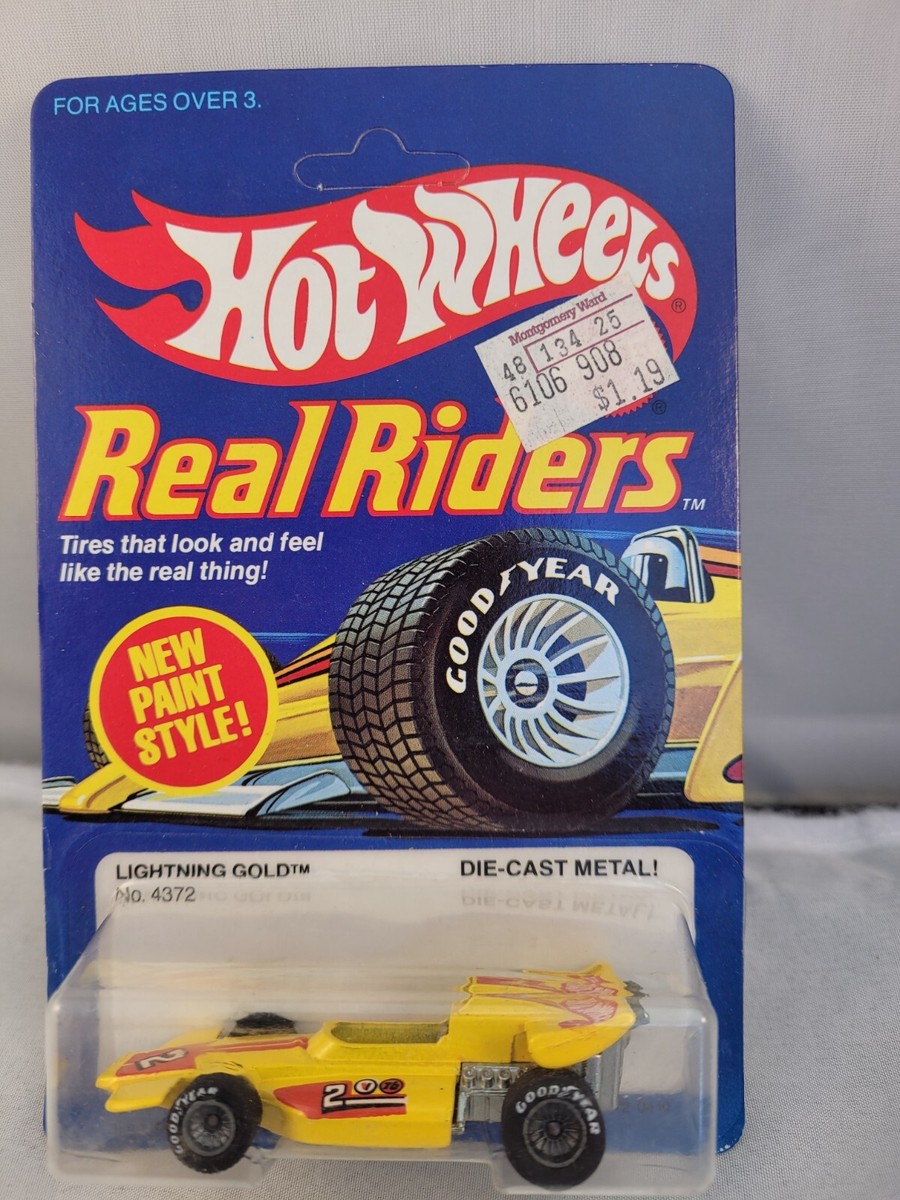 FOR AGES OVER 3.
HOT WHEELS®
Montgomery Ward
48 134 25
6106 908
$1.19
®
Real Riders™
Tires that look and feel
like the real thing!
GOODYEAR
NEW
PAINT
STYLE!
LIGHTNING GOLD™
No. 4372
DIE-CAST METAL!
2
2
GOODYEAR
GOODYEAR